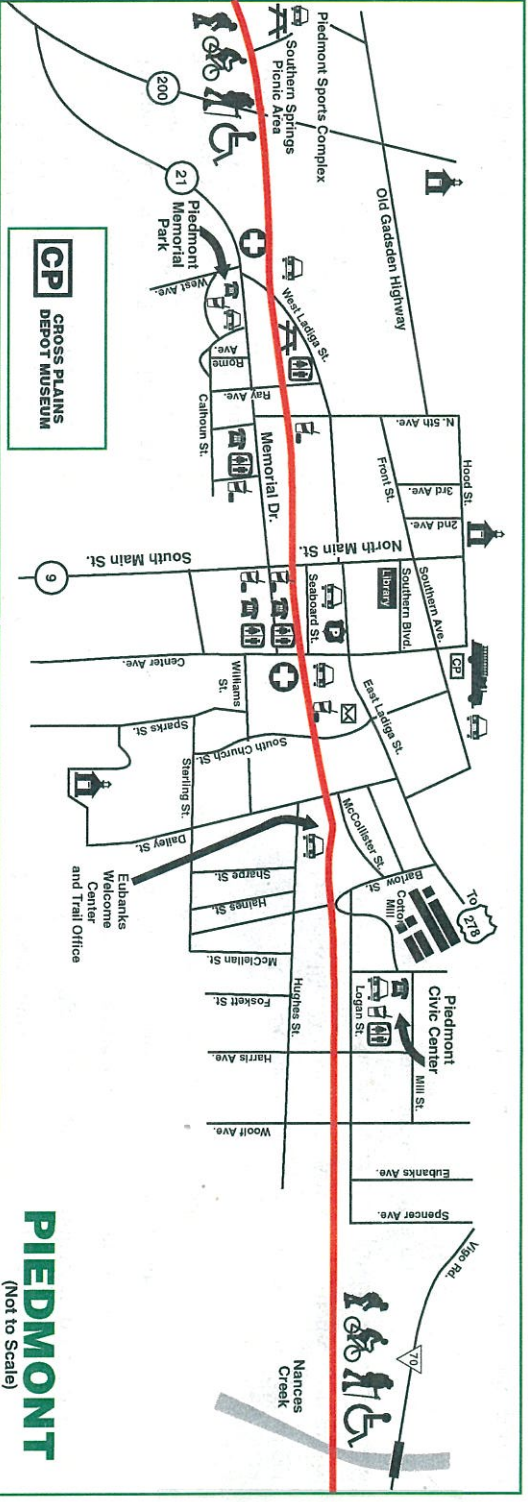 Piedmont Sports Complex
Southern Springs
Picnic Area
Old Gadsden Highway
200
21
Piedmont
Memorial
Park
West Ave.
West Ladiga St.
Rome
Ave.
Ray Ave.
Calhoun St.
Memorial Dr.
N. 5th Ave.
Front St.
3rd Ave.
2nd Ave.
Hood St.
North Main St.
South Main St.
9
Seaboard St.
Library
Southern Blvd.
Southern Ave.
CP
Center Ave.
Williams
St.
East Ladiga St.
South Church St.
Sparks St.
Sterling St.
Dailey St.
McCollister St.
Barlow St.
Cotton
Mill
To
278
Eubanks
Welcome
Center
and Trail Office
Sharpe St.
Haines St.
McClellan St.
Foskett St.
Hughes St.
Harris Ave.
Woolf Ave.
Piedmont
Civic Center
Logan St.
Mill St.
Eubanks Ave.
Spencer Ave.
Vigo Rd.
70
Nances
Creek
CP
CROSS PLAINS
DEPOT MUSEUM
PIEDMONT
(Not to Scale)